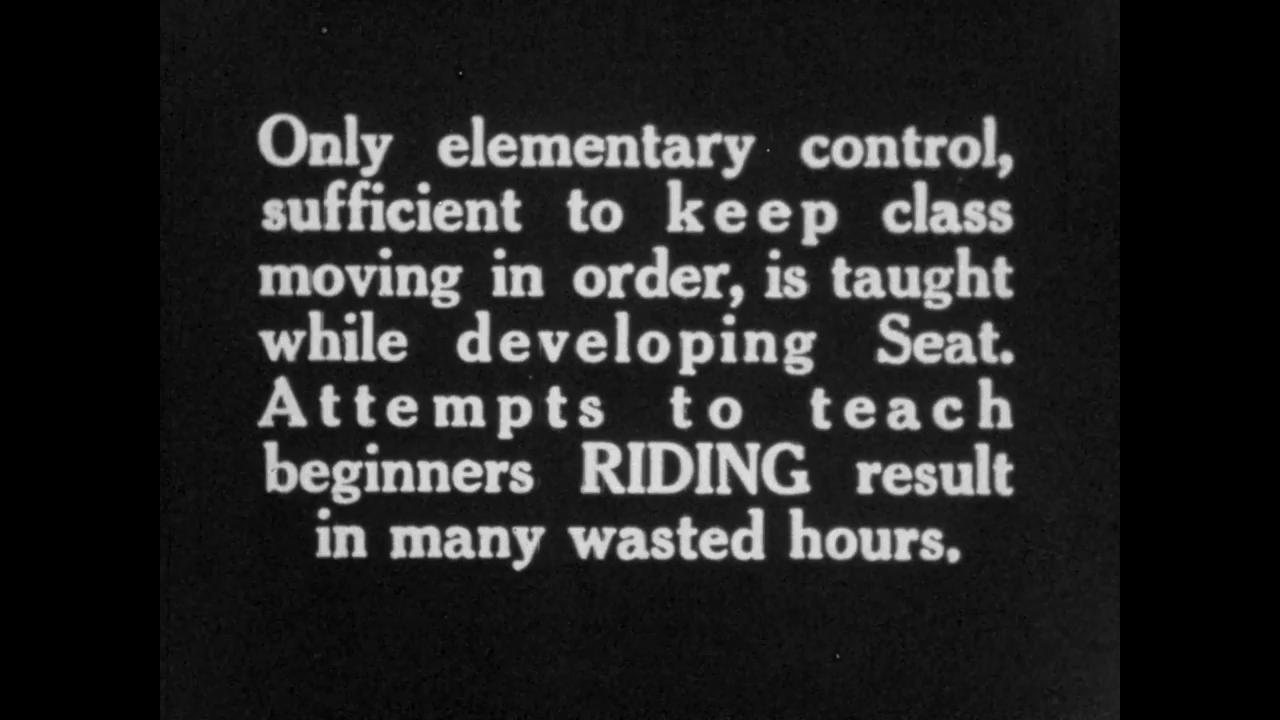 Only elementary control,
sufficient to keep class
moving in order, is taught
while developing Seat.
Attempts to teach
beginners RIDING result
in many wasted hours.